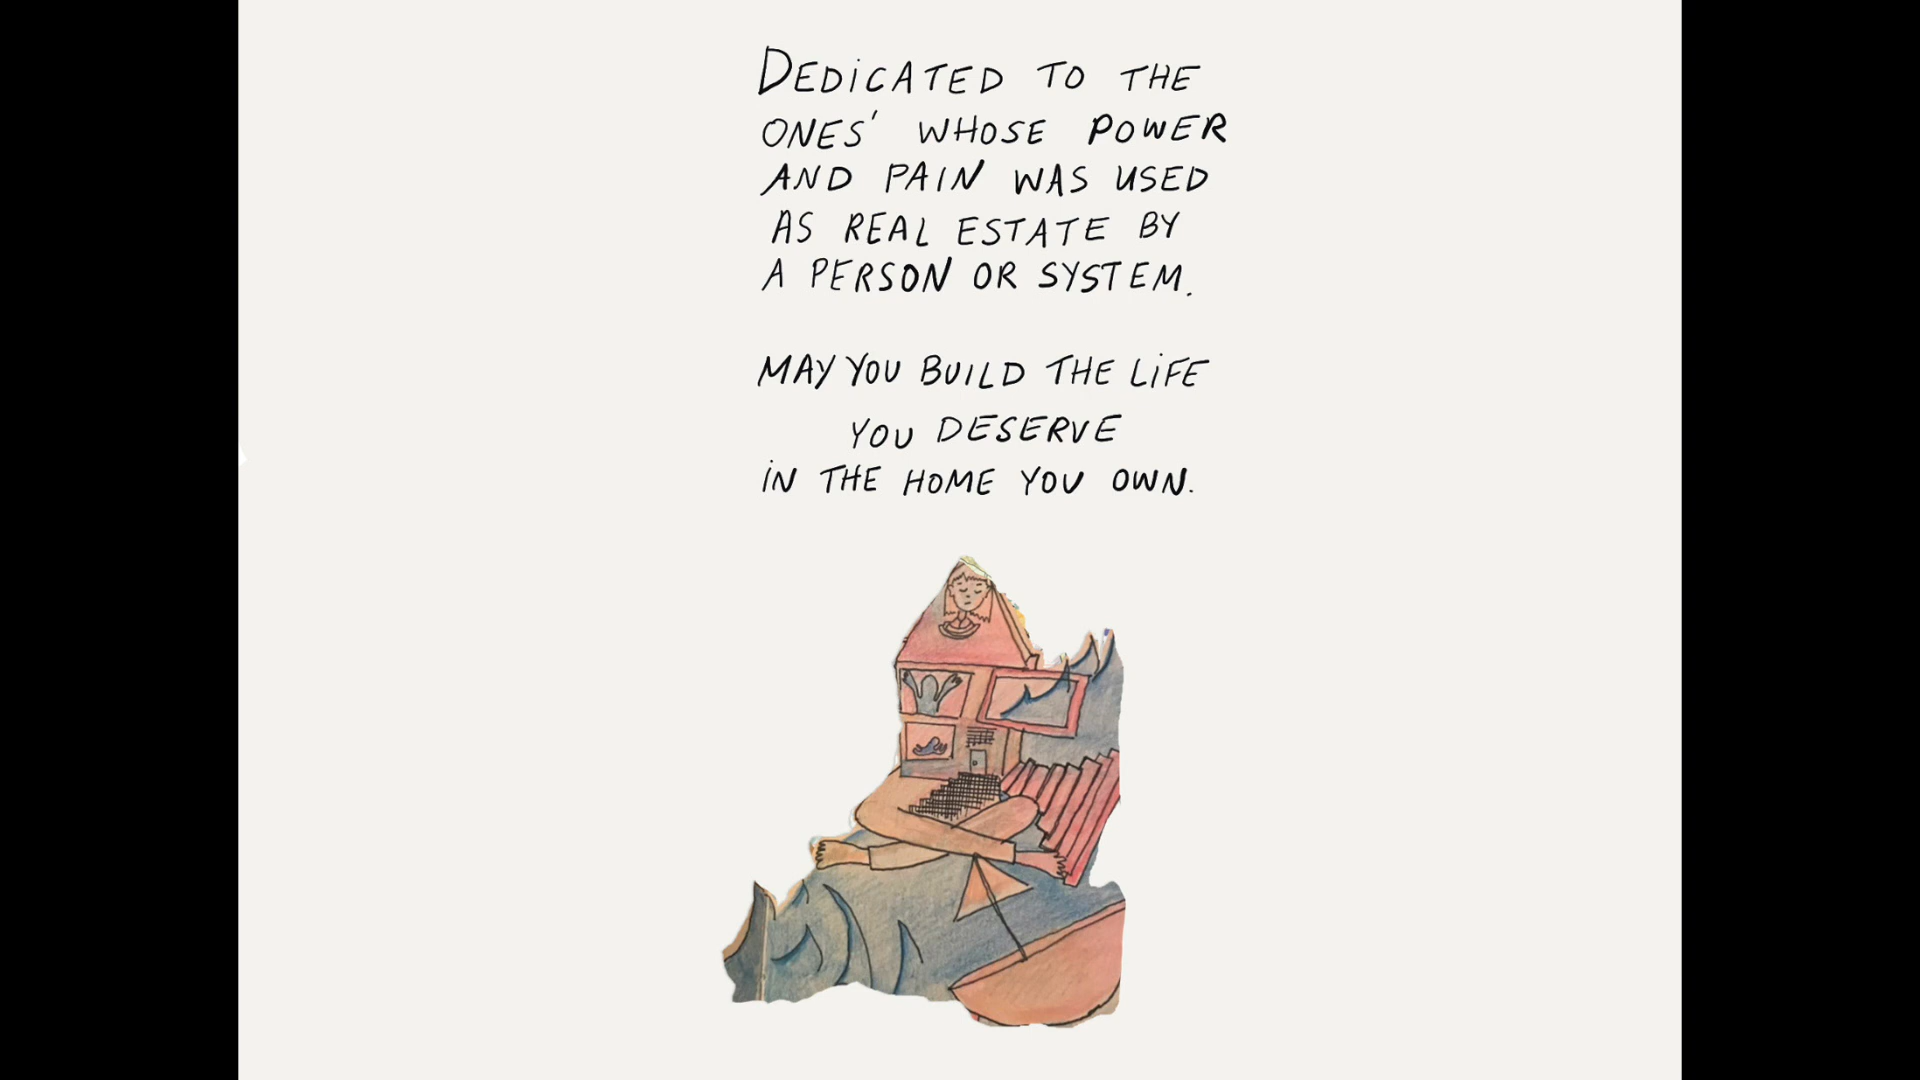 DEDICATED TO THE
ONES' WHOSE POWER
AND PAIN WAS USED
AS REAL ESTATE BY
A PERSON OR SYSTEM.
MAY YOU BUILD THE LIFE
YOU DESERVE
IN THE HOME YOU OWN.